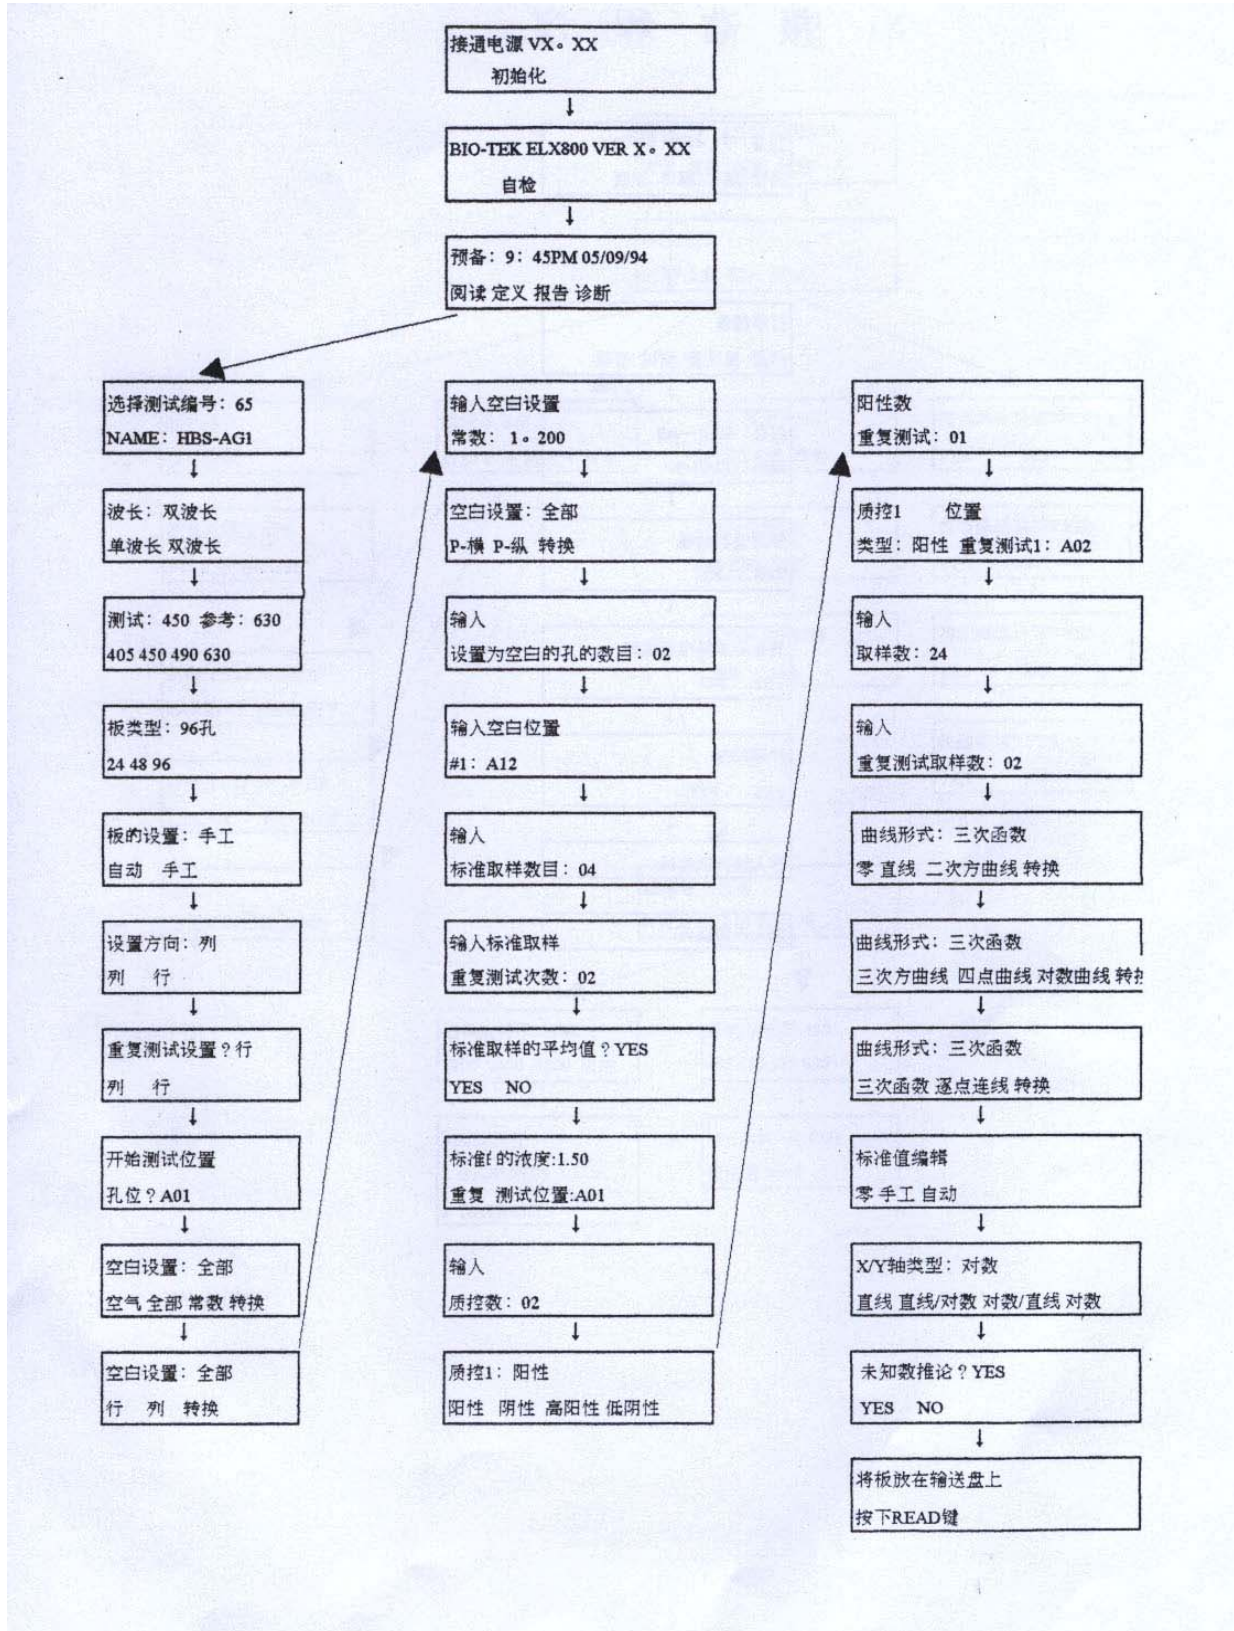 接通电源 VX。XX
初始化
BIO-TEK ELX800 VER X。XX
自检
预备：9：45PM 05/09/94
阅读 定义 报告 诊断
选择测试编号：65
NAME：HBS-AG1
波长：双波长
单波长 双波长
测试：450 参考：630
405 450 490 630
板类型：96孔
24 48 96
板的设置：手工
自动 手工
设置方向：列
列 行
重复测试设置？行
列 行
开始测试位置
孔位？A01
空白设置：全部
空气 全部 常数 转换
空白设置：全部
行 列 转换
输入空白设置
常数：1。200
空白设置：全部
P-横 P-纵 转换
输入
设置为空白的孔的数目：02
输入空白位置
#1：A12
输入
标准取样数目：04
输入标准取样
重复测试次数：02
标准取样的平均值？YES
YES NO
标准 的浓度:1.50
重复 测试位置:A01
输入
质控数：02
质控1：阳性
阳性 阴性 高阳性 低阴性
阳性数
重复测试：01
质控1 位置
类型：阳性 重复测试1：A02
输入
取样数：24
输入
重复测试取样数：02
曲线形式：三次函数
零 直线 二次方曲线 转换
曲线形式：三次函数
三次方曲线 四点曲线 对数曲线 转
曲线形式：三次函数
三次函数 逐点连线 转换
标准值编辑
零 手工 自动
X/Y轴类型：对数
直线 直线/对数 对数/直线 对数
未知数推论？YES
YES NO
将板放在输送盘上
按下READ键